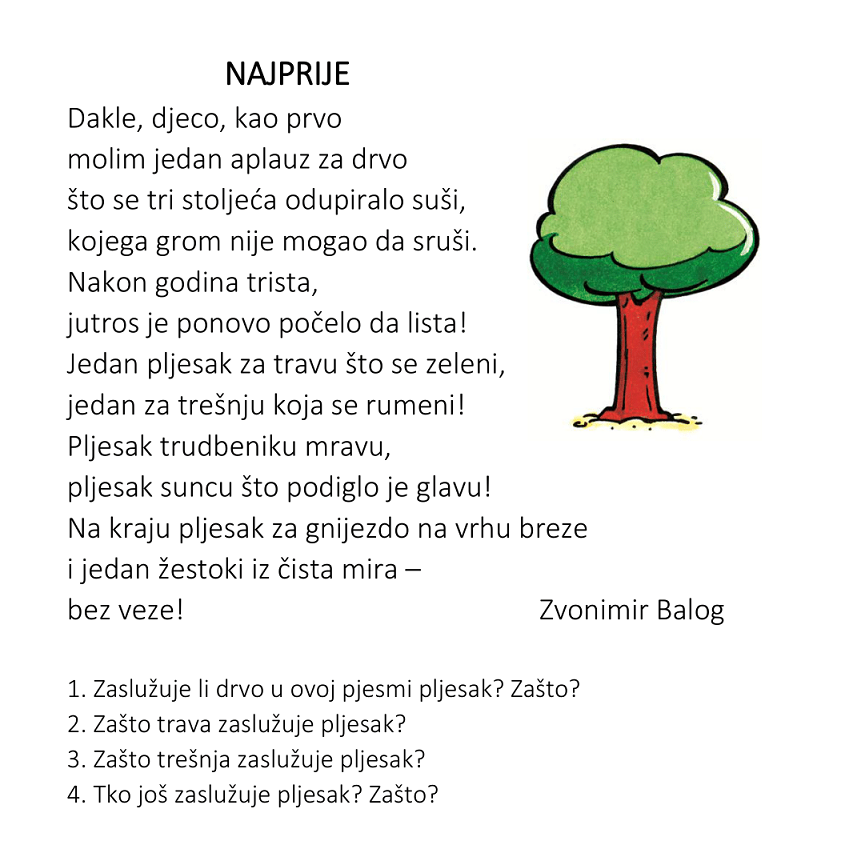 NAJPRIJE
Dakle, djeco, kao prvo
molim jedan aplauz za drvo
što se tri stoljeća odupiralo suši,
kojega grom nije mogao da sruši.
Nakon godina trista,
jutros je ponovo počelo da lista!
Jedan pljesak za travu što se zeleni,
jedan za trešnju koja se rumeni!
Pljesak trudbeniku mravu,
pljesak suncu što podiglo je glavu!
Na kraju pljesak za gnijezdo na vrhu breze
i jedan žestoki iz čista mira –
bez veze!
Zvonimir Balog
1. Zaslužuje li drvo u ovoj pjesmi pljesak? Zašto?
2. Zašto trava zaslužuje pljesak?
3. Zašto trešnja zaslužuje pljesak?
4. Tko još zaslužuje pljesak? Zašto?